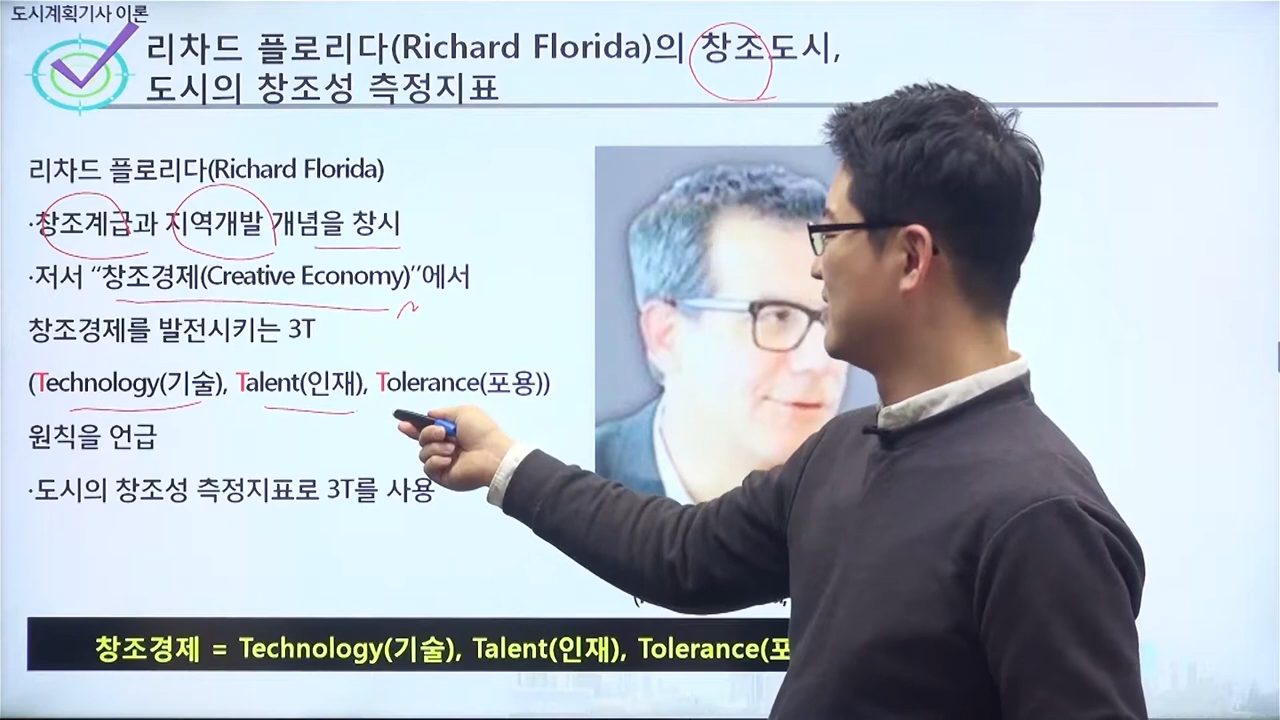 도시계획기사 이론
리차드 플로리다(Richard Florida)의 창조도시,
도시의 창조성 측정지표
리차드 플로리다(Richard Florida)
·창조계급과 지역개발 개념을 창시
·저서 “창조경제(Creative Economy)”에서
창조경제를 발전시키는 3T
(Technology(기술), Talent(인재), Tolerance(포용))
원칙을 언급
·도시의 창조성 측정지표로 3T를 사용
창조경제 = Technology(기술), Talent(인재), Tolerance(포